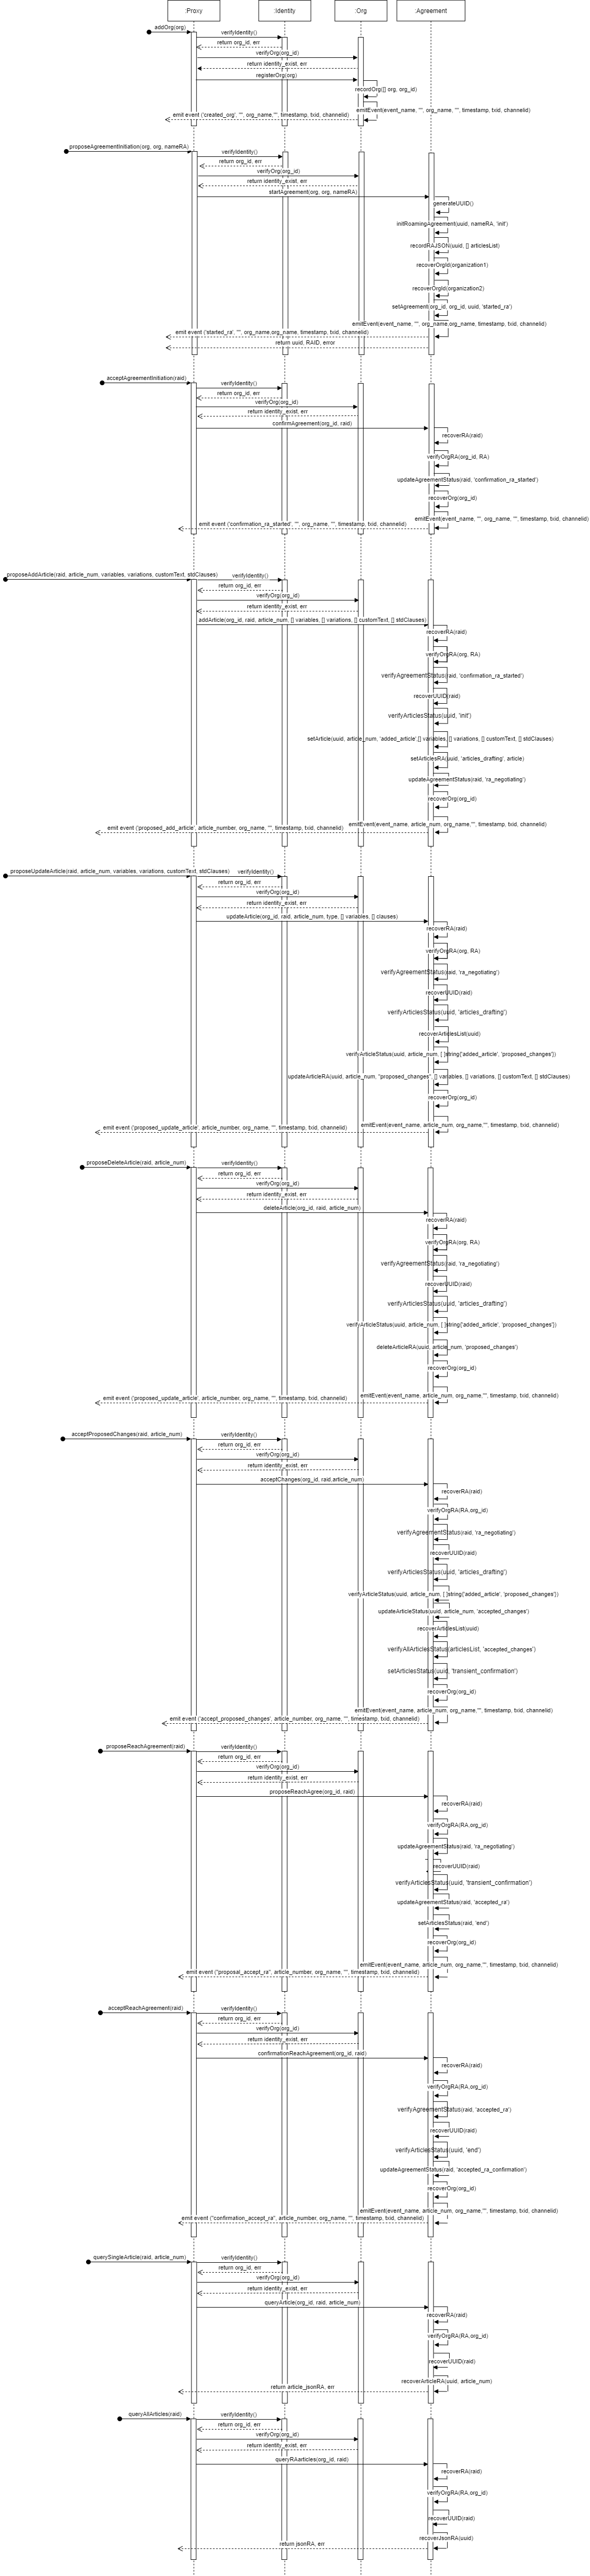 :Proxy
:Identity
:Org
:Agreement
addOrg(org)
verifyIdentity()
return org_id, err
verifyOrg(org_id)
return identity_exist, err
registerOrg(org)
recordOrg([] org, org_id)
emitEvent(event_name, "", org_name, "", timestamp, txid, channelid)
emit event ('created_org', "", org_name,"", timestamp, txid, channelid)
proposeAgreementInitiation(org, org, nameRA)
verifyIdentity()
return org_id, err
verifyOrg(org_id)
return identity_exist, err
startAgreement(org, org, nameRA)
generateUUID()
initRoamingAgreement(uuid, nameRA, 'init')
recordRAJSON(uuid, [] articlesList)
recoverOrgId(organization1)
recoverOrgId(organization2)
setAgreement(org_id, org_id, uuid, 'started_ra')
emitEvent(event_name, "", org_name,org_name, timestamp, txid, channelid)
emit event ('started_ra', "", org_name,org_name, timestamp, txid, channelid)
return uuid, RAID, error
acceptAgreementInitiation(raid)
verifyIdentity()
return org_id, err
verifyOrg(org_id)
return identity_exist, err
confirmAgreement(org_id, raid)
recoverRA(raid)
verifyOrgRA(org_id, RA)
updateAgreementStatus(raid, 'confirmation_ra_started')
recoverOrg(org_id)
emitEvent(event_name, "", org_name, "", timestamp, txid, channelid)
emit event ('confirmation_ra_started', "", org_name, "", timestamp, txid, channelid)
proposeAddArticle(raid, article_num, variables, variations, customText, stdClauses)
verifyIdentity()
return org_id, err
verifyOrg(org_id)
return identity_exist, err
addArticle(org_id, raid, article_num, [] variables, [] variations, [] customText, [] stdClauses)
recoverRA(raid)
verifyOrgRA(org, RA)
verifyAgreementStatus(raid, 'confirmation_ra_started')
recoverUUID(raid)
verifyArticlesStatus(uuid, 'init')
setArticle(uuid, article_num, 'added_article',[] variables, [] variations, [] customText, [] stdClauses)
setArticlesRA(uuid, 'articles_drafting', article)
updateAgreementStatus(raid, 'ra_negotiating')
recoverOrg(org_id)
emitEvent(event_name, article_num, org_name,"", timestamp, txid, channelid)
emit event ('proposed_add_article', article_number, org_name, "", timestamp, txid, channelid)
proposeUpdateArticle(raid, article_num, variables, variations, customText, stdClauses)
verifyIdentity()
return org_id, err
verifyOrg(org_id)
return identity_exist, err
updateArticle(org_id, raid, article_num, type, [] variables, [] clauses)
recoverRA(raid)
verifyOrgRA(org, RA)
verifyAgreementStatus(raid, 'ra_negotiating')
recoverUUID(raid)
verifyArticlesStatus(uuid, 'articles_drafting')
recoverArticlesList(uuid)
verifyArticleStatus(uuid, article_num, [ ]string{'added_article', 'proposed_changes'})
updateArticleRA(uuid, article_num, "proposed_changes", [] variables, [] variations, [] customText, [] stdClauses)
recoverOrg(org_id)
emitEvent(event_name, article_num, org_name,"", timestamp, txid, channelid)
emit event ('proposed_update_article', article_number, org_name, "", timestamp, txid, channelid)
proposeDeleteArticle(raid, article_num)
verifyIdentity()
return org_id, err
verifyOrg(org_id)
return identity_exist, err
deleteArticle(org_id, raid, article_num)
recoverRA(raid)
verifyOrgRA(org, RA)
verifyAgreementStatus(raid, 'ra_negotiating')
recoverUUID(raid)
verifyArticlesStatus(uuid, 'articles_drafting')
verifyArticleStatus(uuid, article_num, [ ]string{'added_article', 'proposed_changes'})
deleteArticleRA(uuid, article_num, 'proposed_changes')
recoverOrg(org_id)
emitEvent(event_name, article_num, org_name,"", timestamp, txid, channelid)
emit event ('proposed_update_article', article_number, org_name, "", timestamp, txid, channelid)
acceptProposedChanges(raid, article_num)
verifyIdentity()
return org_id, err
verifyOrg(org_id)
return identity_exist, err
acceptChanges(org_id, raid.article_num)
recoverRA(raid)
verifyOrgRA(RA,org_id)
verifyAgreementStatus(raid, 'ra_negotiating')
recoverUUID(raid)
verifyArticlesStatus(uuid, 'articles_drafting')
verifyArticleStatus(uuid, article_num, [ ]string{'added_article', 'proposed_changes'})
updateArticleStatus(uuid, article_num, 'accepted_changes')
recoverArticlesList(uuid)
verifyAllArticlesStatus(articlesList, 'accepted_changes')
setArticlesStatus(uuid, 'transient_confirmation')
recoverOrg(org_id)
emitEvent(event_name, article_num, org_name,"", timestamp, txid, channelid)
emit event ('accept_proposed_changes', article_number, org_name, "", timestamp, txid, channelid)
proposeReachAgreement(raid)
verifyIdentity()
return org_id, err
verifyOrg(org_id)
return identity_exist, err
proposeReachAgree(org_id, raid)
recoverRA(raid)
verifyOrgRA(RA,org_id)
updateAgreementStatus(raid, 'ra_negotiating')
recoverUUID(raid)
verifyArticlesStatus(uuid, 'transient_confirmation')
updateAgreementStatus(raid, 'accepted_ra')
setArticlesStatus(raid, 'end')
recoverOrg(org_id)
emitEvent(event_name, article_num, org_name,"", timestamp, txid, channelid)
emit event ("proposal_accept_ra", article_number, org_name, "", timestamp, txid, channelid)
acceptReachAgreement(raid)
verifyIdentity()
return org_id, err
verifyOrg(org_id)
return identity_exist, err
confirmationReachAgreement(org_id, raid)
recoverRA(raid)
verifyOrgRA(RA,org_id)
verifyAgreementStatus(raid, 'accepted_ra')
recoverUUID(raid)
verifyArticlesStatus(uuid, 'end')
updateAgreementStatus(raid, 'accepted_ra_confirmation')
recoverOrg(org_id)
emitEvent(event_name, article_num, org_name,"", timestamp, txid, channelid)
emit event ("confirmation_accept_ra", article_number, org_name, "", timestamp, txid, channelid)
querySingleArticle(raid, article_num)
verifyIdentity()
return org_id, err
verifyOrg(org_id)
return identity_exist, err
queryArticle(org_id, raid, article_num)
recoverRA(raid)
verifyOrgRA(RA,org_id)
recoverUUID(raid)
recoverArticleRA(uuid, article_num)
return article_jsonRA, err
queryAllArticles(raid)
verifyIdentity()
return org_id, err
verifyOrg(org_id)
return identity_exist, err
queryRAarticles(org_id, raid)
recoverRA(raid)
verifyOrgRA(RA,org_id)
recoverUUID(raid)
recoverJsonRA(uuid)
return jsonRA, err